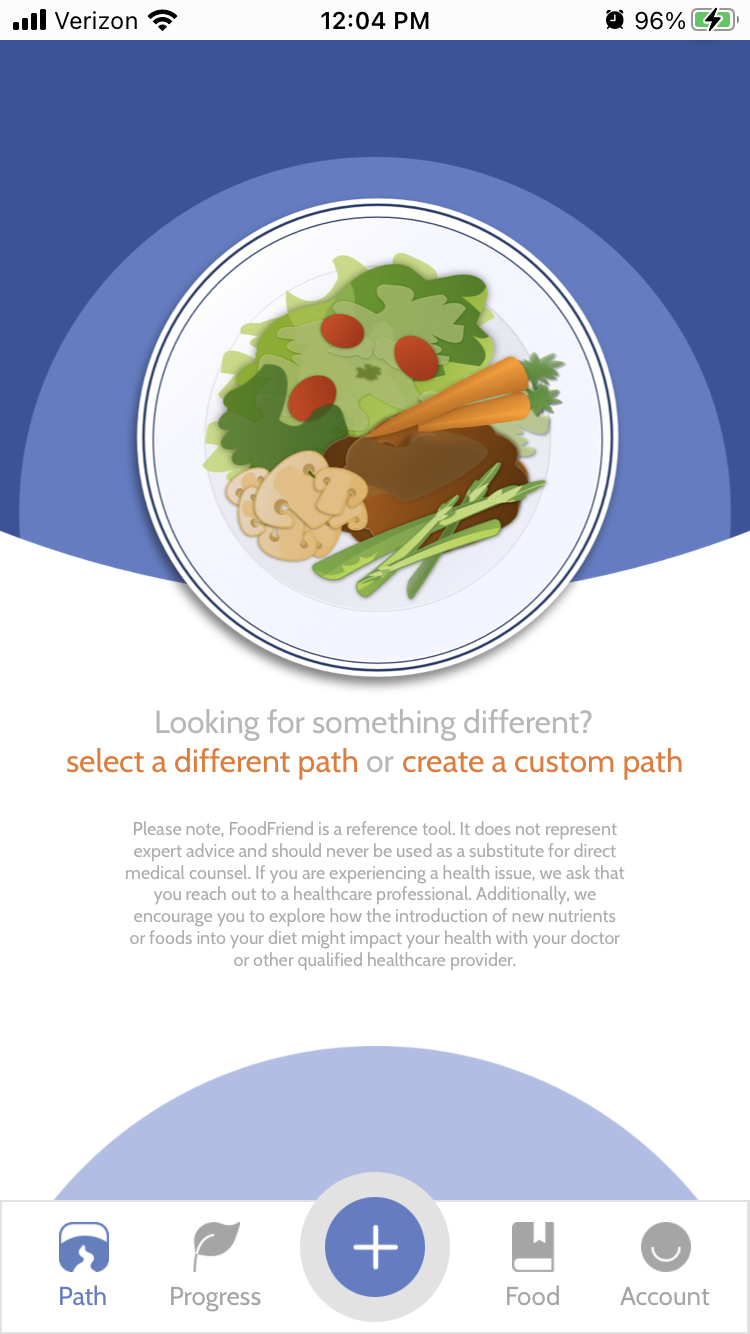 Verizon 12:04 PM 96%
Looking for something different?
select a different path or create a custom path
Please note, FoodFriend is a reference tool. It does not represent
expert advice and should never be used as a substitute for direct
medical counsel. If you are experiencing a health issue, we ask that
you reach out to a healthcare professional. Additionally, we
encourage you to explore how the introduction of new nutrients
or foods into your diet might impact your health with your doctor
or other qualified healthcare provider.
Path Progress Food Account